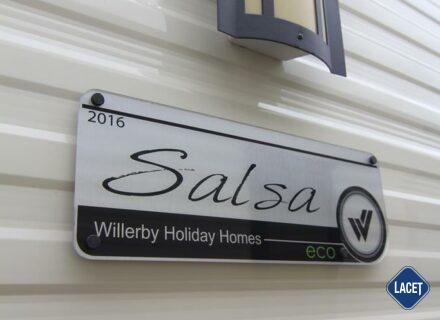 2016
Salsa
Willerby Holiday Homes
eco
W
LACET